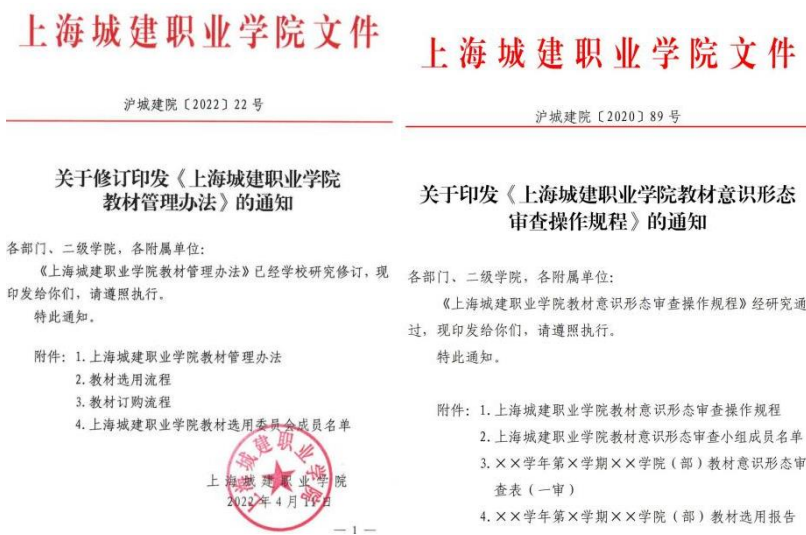 上海城建职业学院文件
沪城建院〔2022〕22号
关于修订印发《上海城建职业学院
教材管理办法》的通知
各部门、二级学院，各附属单位：
《上海城建职业学院教材管理办法》已经学校研究修订，现
印发给你们，请遵照执行。
特此通知。
附件：1.上海城建职业学院教材管理办法
2.教材选用流程
3.教材订购流程
4.上海城建职业学院教材选用委员会成员名单
上海城建职业学院
上海城建职业学院
2022年4月11日
— 1 —
上海城建职业学院文件
沪城建院〔2020〕89号
关于印发《上海城建职业学院教材意识形态
审查操作规程》的通知
各部门、二级学院，各附属单位：
《上海城建职业学院教材意识形态审查操作规程》经研究通
过，现印发给你们，请遵照执行。
特此通知。
附件：1.上海城建职业学院教材意识形态审查操作规程
2.上海城建职业学院教材意识形态审查小组成员名单
3.××学年第×学期××学院（部）教材意识形态审
查表（一审）
4.××学年第×学期××学院（部）教材选用报告